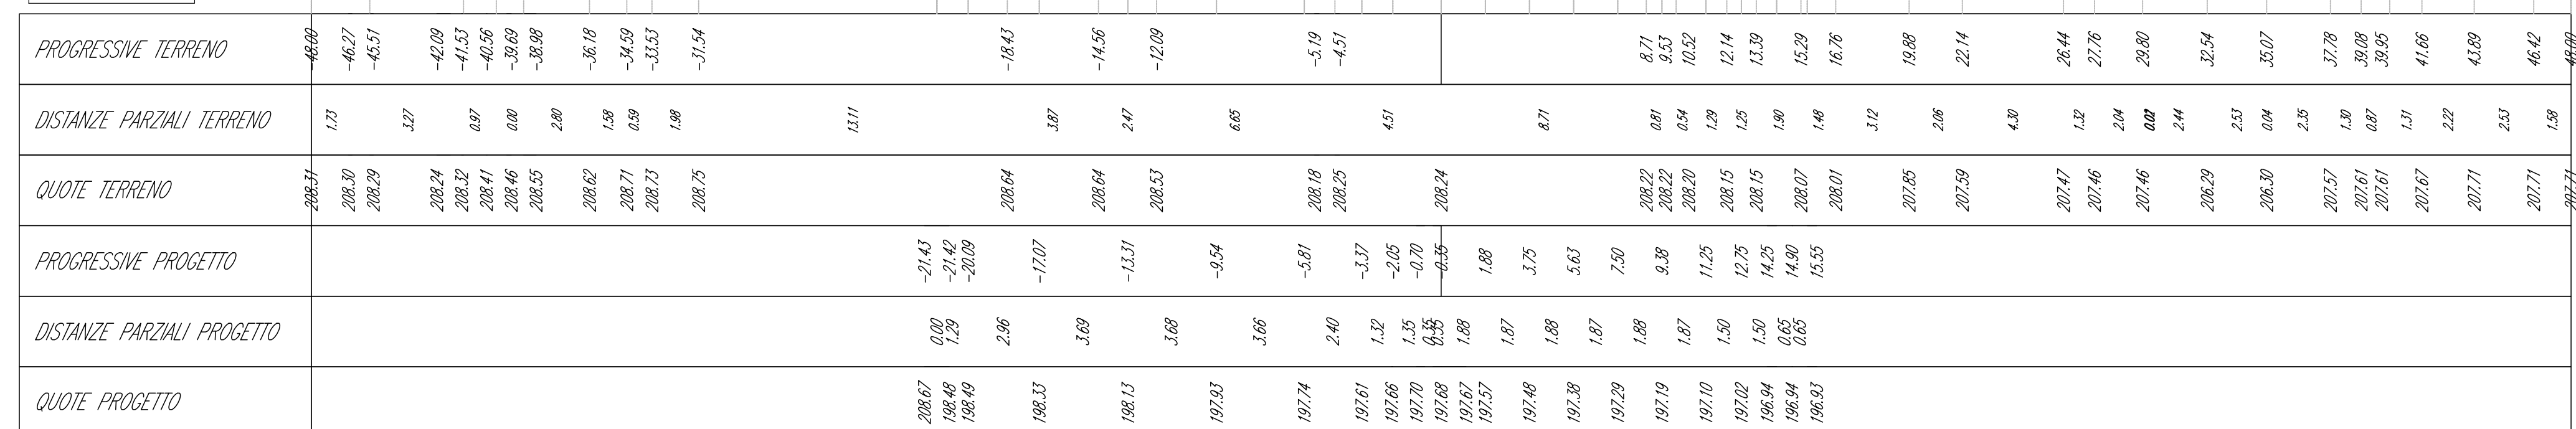 PROGRESSIVE TERRENO -48.00 -46.27 -45.51 -42.09 -41.53 -40.56 -39.69 -38.98 -36.18 -34.59 -33.53 -31.54 -18.43 -14.56 -12.09 -5.19 -4.51 8.71 9.53 10.52 12.14 13.39 15.29 16.76 19.88 22.14 26.44 27.76 29.80 32.54 35.07 37.78 39.08 39.95 41.66 43.89 46.42 48.00
DISTANZE PARZIALI TERRENO 1.73 3.27 0.97 0.00 2.80 1.58 0.59 1.98 13.11 3.87 2.47 6.65 4.51 8.71 0.81 0.54 1.29 1.25 1.90 1.48 3.12 2.06 4.30 1.32 2.04 0.02 2.44 2.53 0.04 2.35 1.30 0.87 1.31 2.22 2.53 1.58
QUOTE TERRENO 208.31 208.30 208.29 208.24 208.32 208.41 208.46 208.55 208.62 208.71 208.73 208.75 208.64 208.64 208.53 208.18 208.25 208.24 208.22 208.22 208.20 208.15 208.15 208.07 208.01 207.85 207.59 207.47 207.46 207.46 206.29 206.30 207.57 207.61 207.61 207.67 207.71 207.71 207.71
PROGRESSIVE PROGETTO -21.43 -21.42 -20.09 -17.07 -13.31 -9.54 -5.81 -3.37 -2.05 -0.70 -0.35 1.88 3.75 5.63 7.50 9.38 11.25 12.75 14.25 14.90 15.55
DISTANZE PARZIALI PROGETTO 0.00 1.29 2.96 3.69 3.68 3.66 2.40 1.32 1.35 0.35 0.35 1.88 1.87 1.88 1.87 1.88 1.87 1.50 1.50 0.65 0.65
QUOTE PROGETTO 208.67 198.48 198.49 198.33 198.13 197.93 197.74 197.61 197.66 197.70 197.68 197.67 197.57 197.48 197.38 197.29 197.19 197.10 197.02 196.94 196.94 196.93